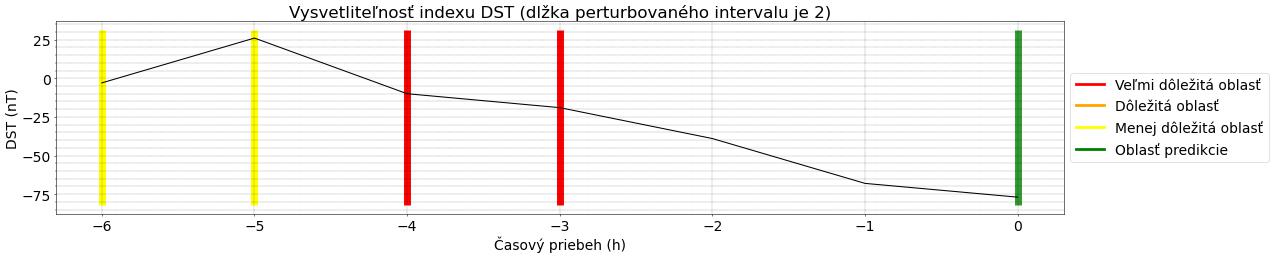 Vysvetliteľnosť indexu DST (dlžka perturbovaného intervalu je 2)
DST (nT)
25
0
−25
−50
−75
−6 −5 −4 −3 −2 −1 0
Časový priebeh (h)
Veľmi dôležitá oblasť
Dôležitá oblasť
Menej dôležitá oblasť
Oblasť predikcie